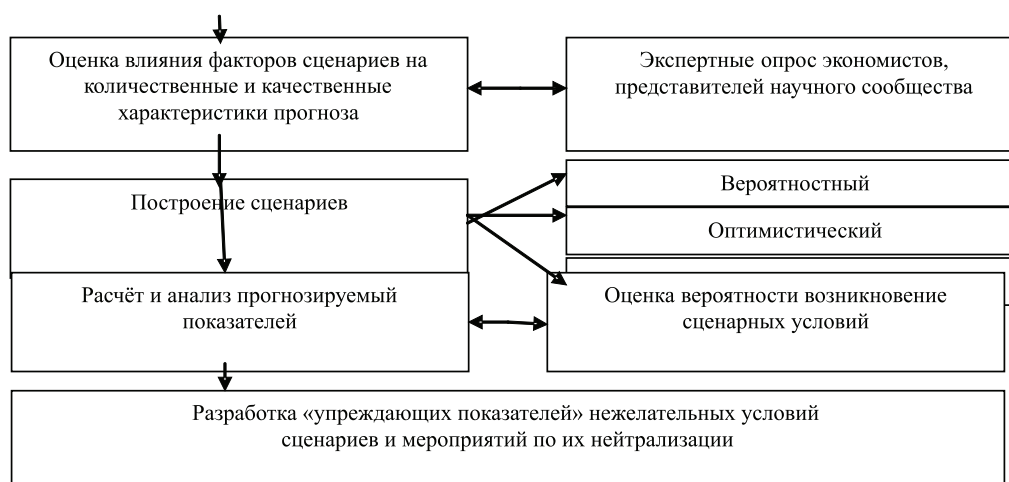 Оценка влияния факторов сценариев на
количественные и качественные
характеристики прогноза
Экспертные опрос экономистов,
представителей научного сообщества
Построение сценариев
Вероятностный
Оптимистический
Расчёт и анализ прогнозируемый
показателей
Оценка вероятности возникновение
сценарных условий
Разработка «упреждающих показателей» нежелательных условий
сценариев и мероприятий по их нейтрализации